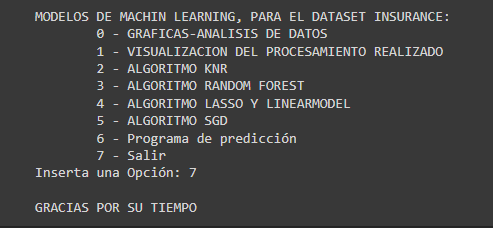 MODELOS DE MACHIN LEARNING, PARA EL DATASET INSURANCE:
0 - GRAFICAS-ANALISIS DE DATOS
1 - VISUALIZACION DEL PROCESAMIENTO REALIZADO
2 - ALGORITMO KNR
3 - ALGORITMO RANDOM FOREST
4 - ALGORITMO LASSO Y LINEARMODEL
5 - ALGORITMO SGD
6 - Programa de predicción
7 - Salir
Inserta una Opción: 7
GRACIAS POR SU TIEMPO